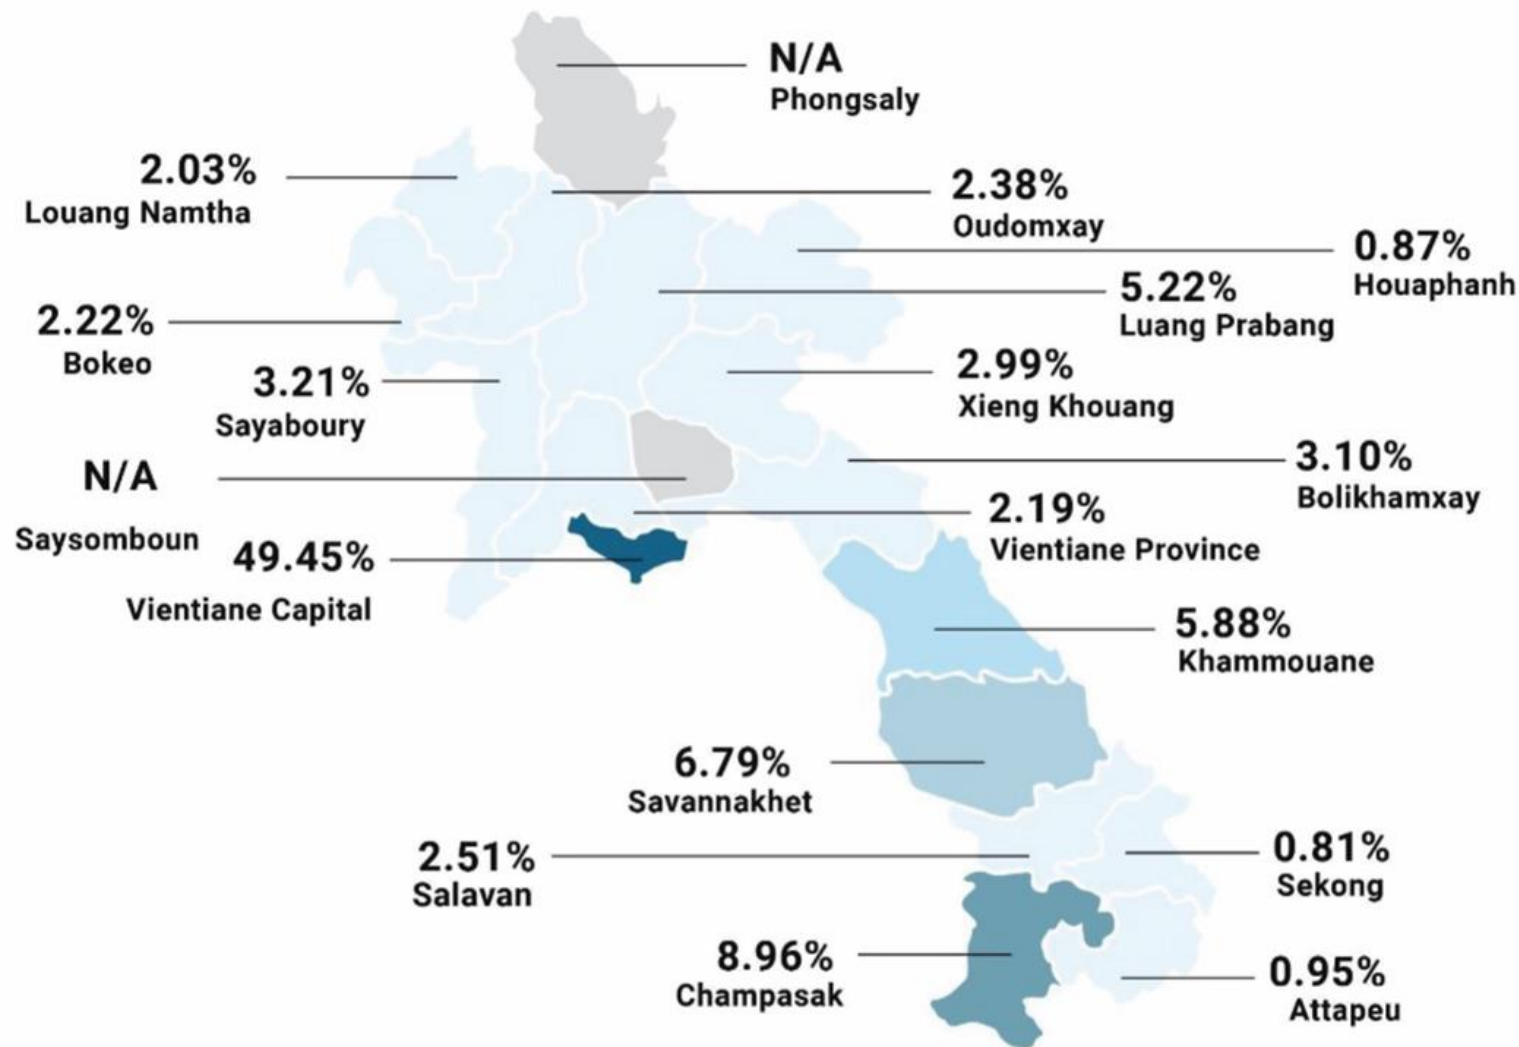 N/A
Phongsaly
2.03%
Louang Namtha
2.38%
Oudomxay
0.87%
Houaphanh
5.22%
Luang Prabang
2.22%
Bokeo
2.99%
Xieng Khouang
3.21%
Sayaboury
3.10%
Bolikhamxay
N/A
Saysomboun
2.19%
Vientiane Province
49.45%
Vientiane Capital
5.88%
Khammouane
6.79%
Savannakhet
2.51%
Salavan
0.81%
Sekong
8.96%
Champasak
0.95%
Attapeu